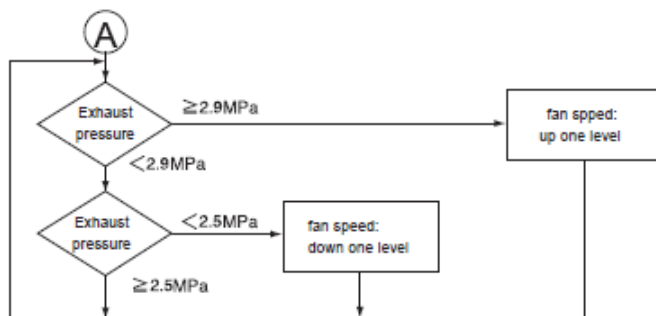 A
Exhaust
pressure
≧2.9MPa
fan spped:
up one level
<2.9MPa
Exhaust
pressure
<2.5MPa
fan speed:
down one level
≧2.5MPa